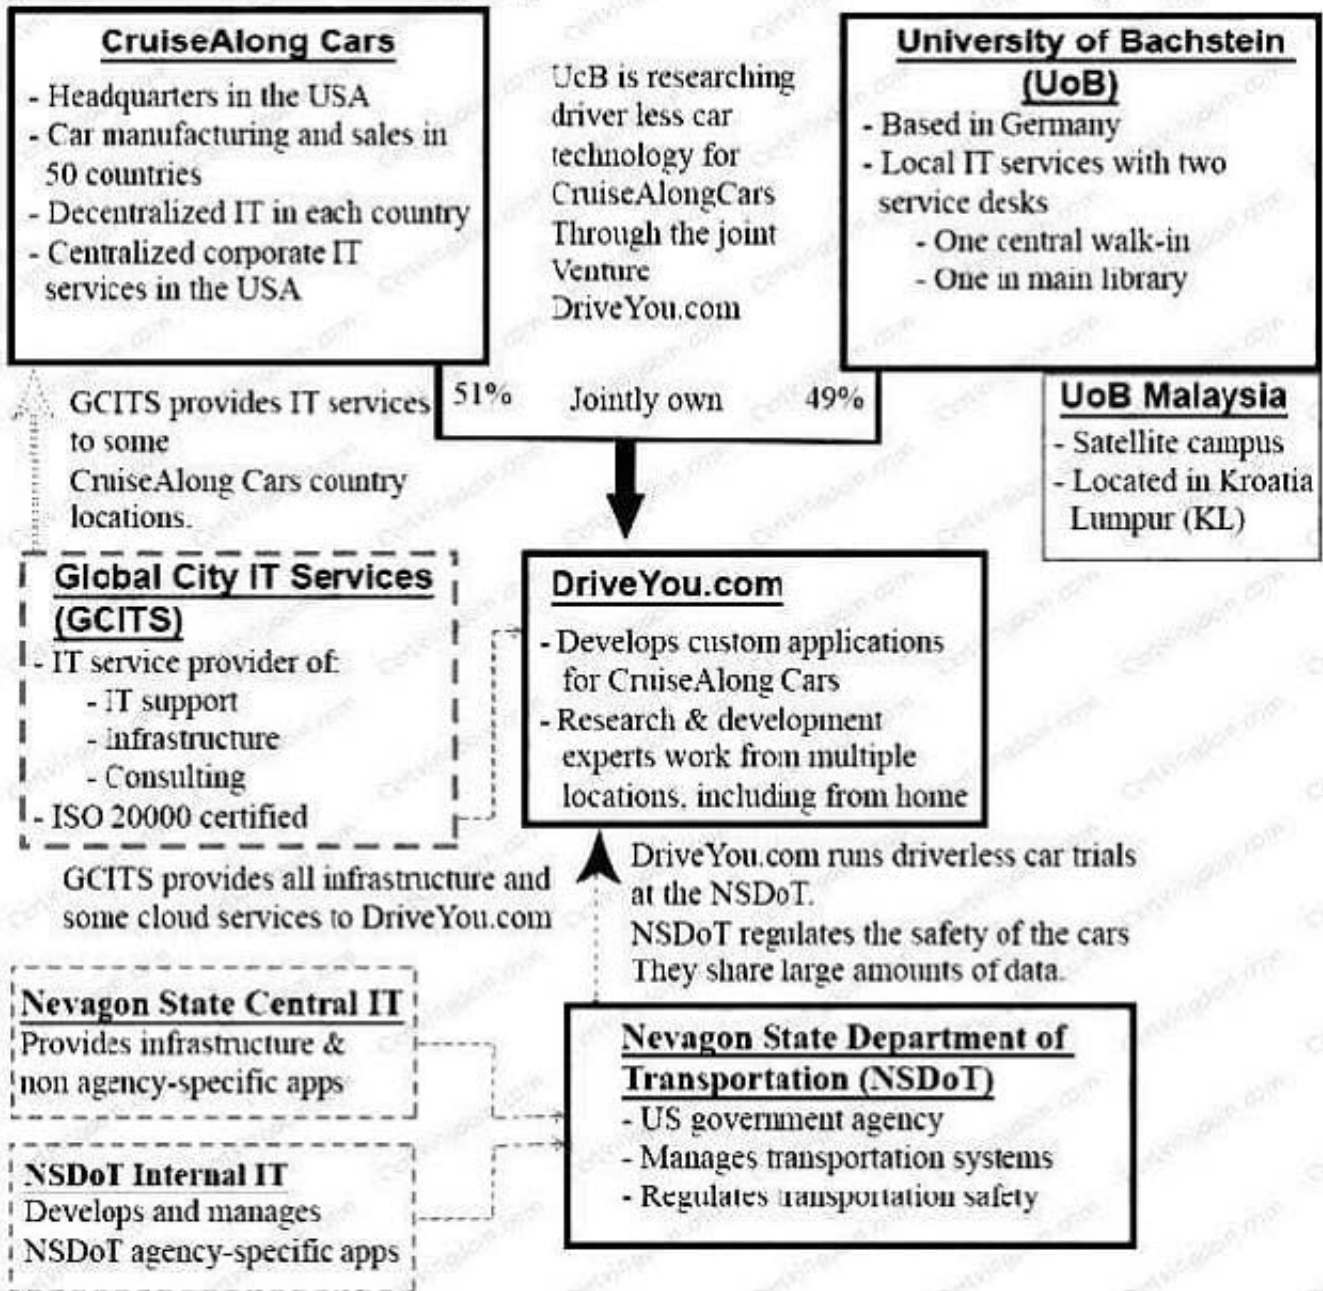 CruiseAlong Cars
- Headquarters in the USA
- Car manufacturing and sales in
50 countries
- Decentralized IT in each country
- Centralized corporate IT
services in the USA
UcB is researching
driver less car
technology for
CruiseAlongCars
Through the joint
Venture
DriveYou.com
University of Bachstein
(UoB)
- Based in Germany
- Local IT services with two
service desks
- One central walk-in
- One in main library
51% Jointly own 49%
UoB Malaysia
- Satellite campus
- Located in Kroatia
Lumpur (KL)
GCITS provides IT services
to some
CruiseAlong Cars country
locations.
Global City IT Services
(GCITS)
- IT service provider of:
- IT support
- Infrastructure
- Consulting
- ISO 20000 certified
DriveYou.com
- Develops custom applications
for CruiseAlong Cars
- Research & development
experts work from multiple
locations, including from home
GCITS provides all infrastructure and
some cloud services to DriveYou.com
DriveYou.com runs driverless car trials
at the NSDoT.
NSDoT regulates the safety of the cars
They share large amounts of data.
Nevagon State Central IT
Provides infrastructure &
non agency-specific apps
Nevagon State Department of
Transportation (NSDoT)
- US government agency
- Manages transportation systems
- Regulates transportation safety
NSDoT Internal IT
Develops and manages
NSDoT agency-specific apps